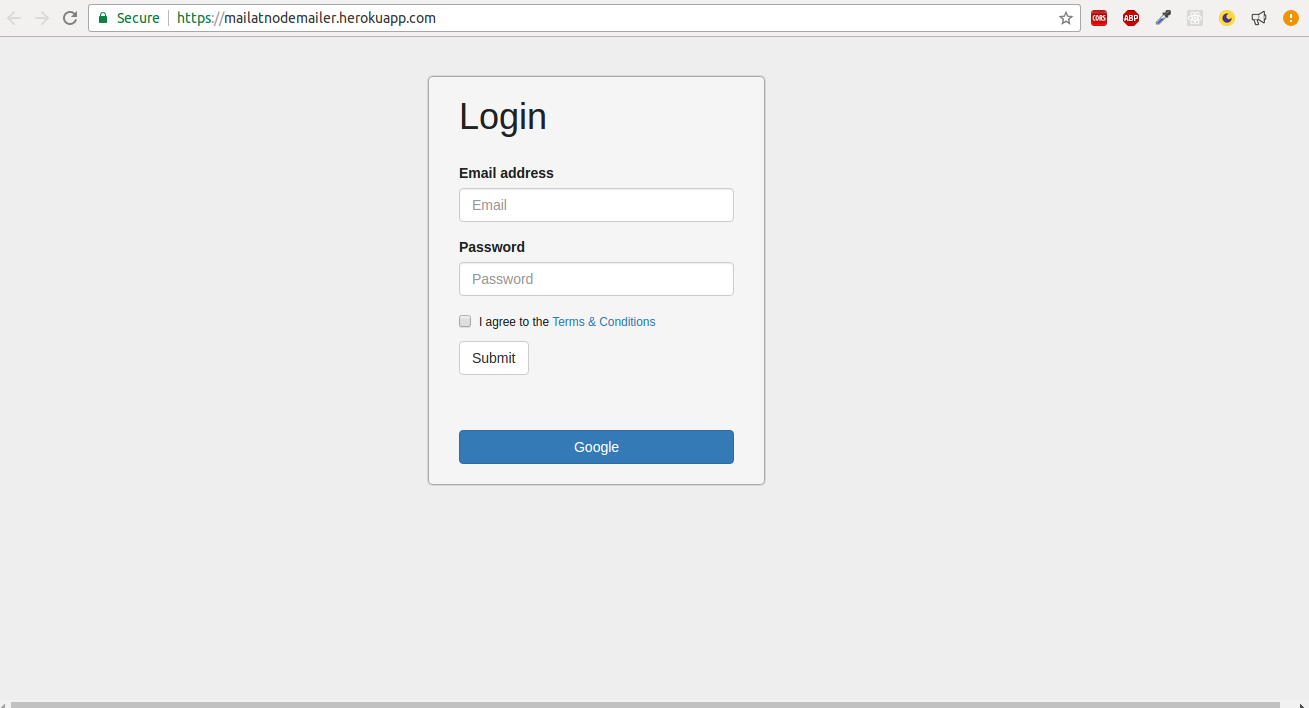 Secure https://mailatnodemailer.herokuapp.com CORS ABP
Login
Email address
Email
Password
Password
I agree to the Terms & Conditions
Submit
Google